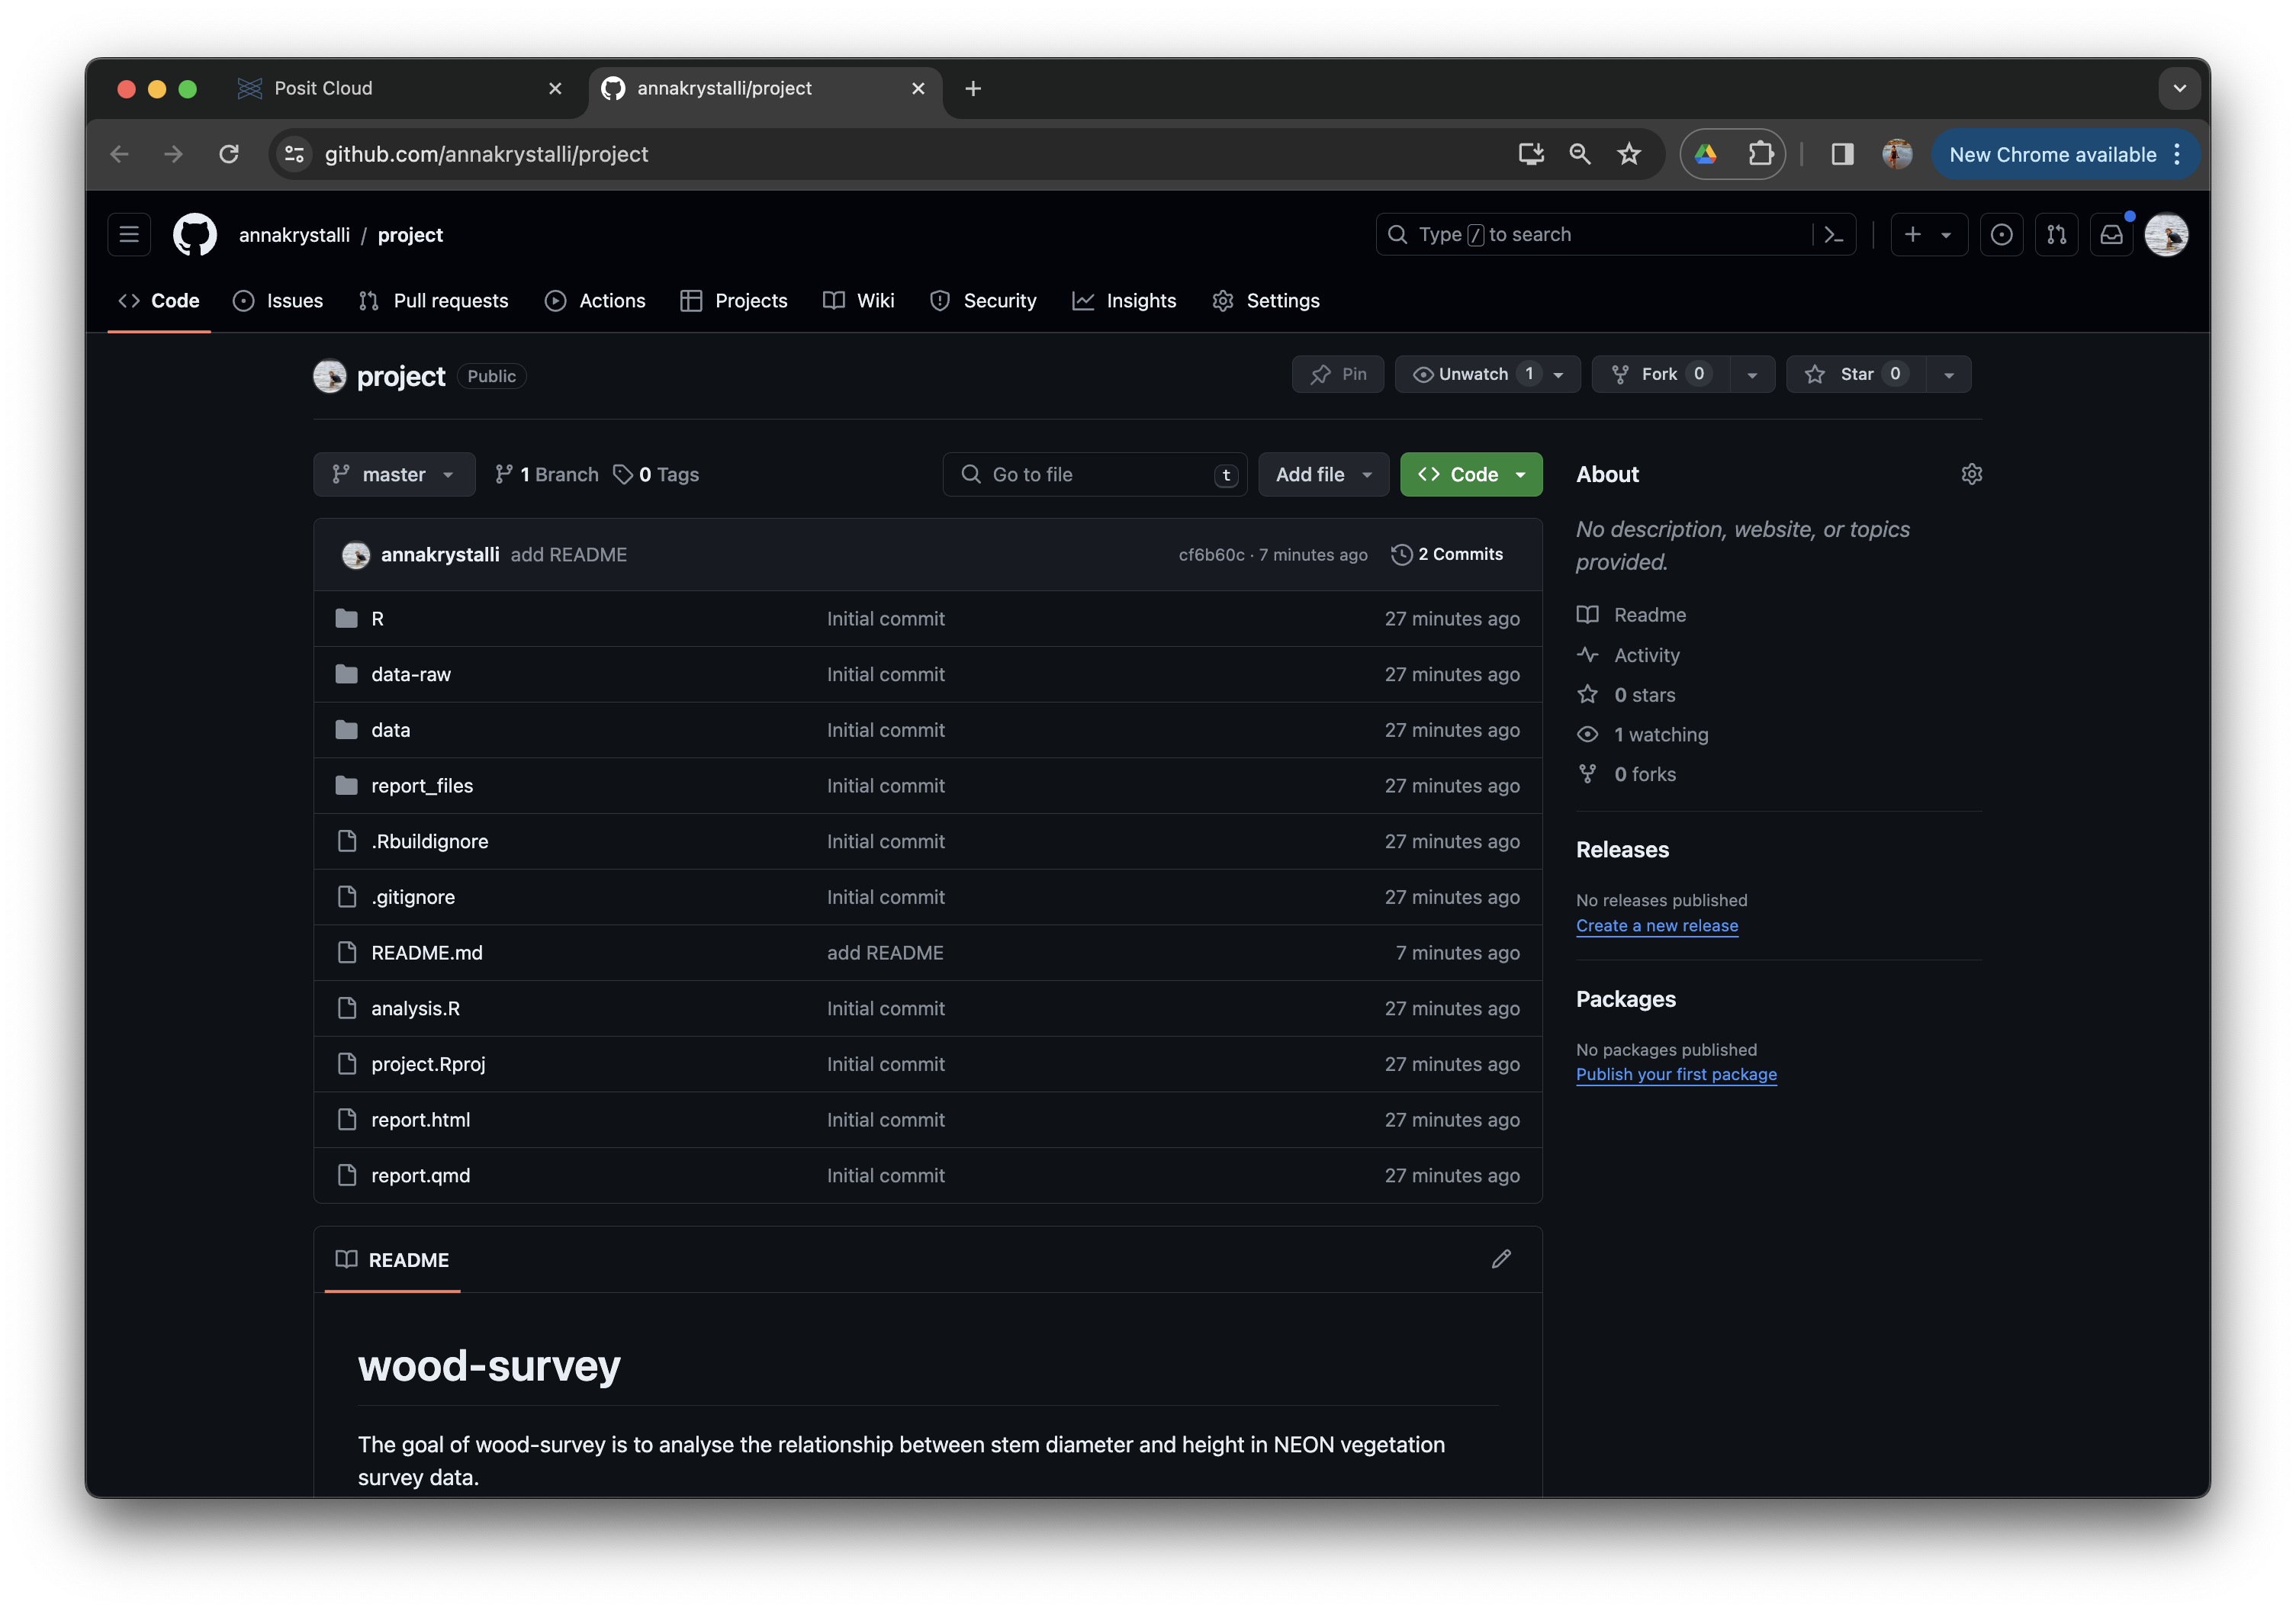 Posit Cloud
annakrystalli/project
github.com/annakrystalli/project
New Chrome available
annakrystalli / project
Type / to search
Code Issues Pull requests Actions Projects Wiki Security Insights Settings
project Public
Pin Unwatch 1 Fork 0 Star 0
master 1 Branch 0 Tags Go to file t Add file Code
annakrystalli add README cf6b60c · 7 minutes ago 2 Commits
R Initial commit 27 minutes ago
data-raw Initial commit 27 minutes ago
data Initial commit 27 minutes ago
report_files Initial commit 27 minutes ago
.Rbuildignore Initial commit 27 minutes ago
.gitignore Initial commit 27 minutes ago
README.md add README 7 minutes ago
analysis.R Initial commit 27 minutes ago
project.Rproj Initial commit 27 minutes ago
report.html Initial commit 27 minutes ago
report.qmd Initial commit 27 minutes ago
README
wood-survey
The goal of wood-survey is to analyse the relationship between stem diameter and height in NEON vegetation
survey data.
About
No description, website, or topics
provided.
Readme
Activity
0 stars
1 watching
0 forks
Releases
No releases published
Create a new release
Packages
No packages published
Publish your first package